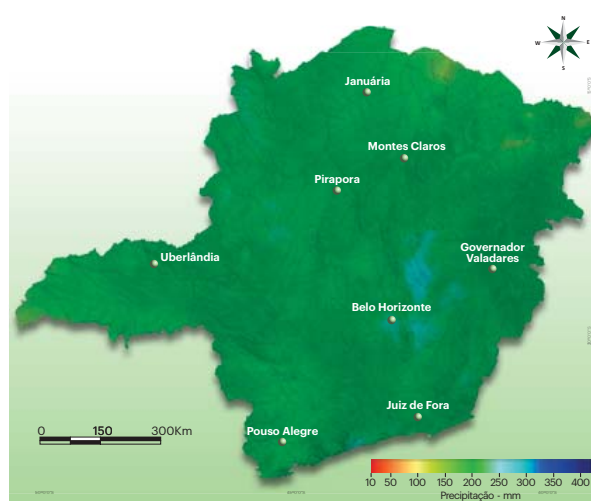 N
W E
S
Januária
Montes Claros
Pirapora
Governador
Valadares
Uberlândia
Belo Horizonte
Juiz de Fora
Pouso Alegre
0 150 300Km
10 50 100 150 200 250 300 350 400
Precipitação - mm